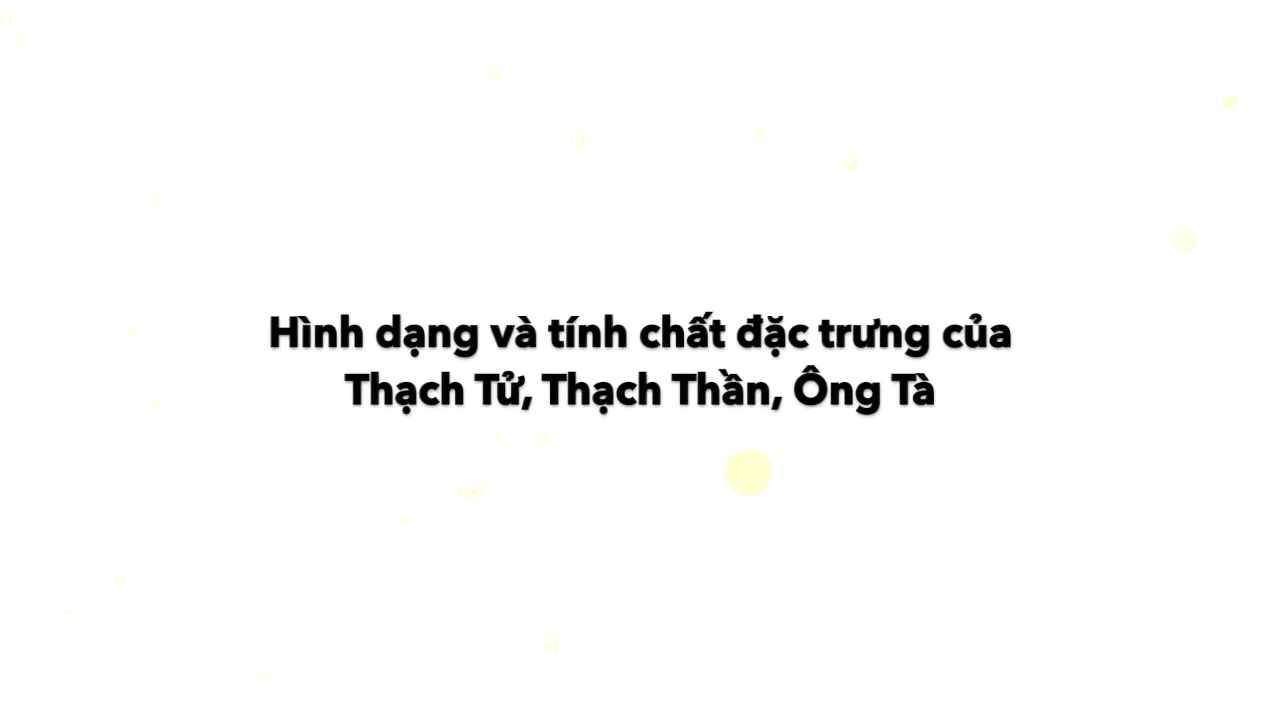 Hình dạng và tính chất đặc trưng của
Thạch Tử, Thạch Thần, Ông Tà